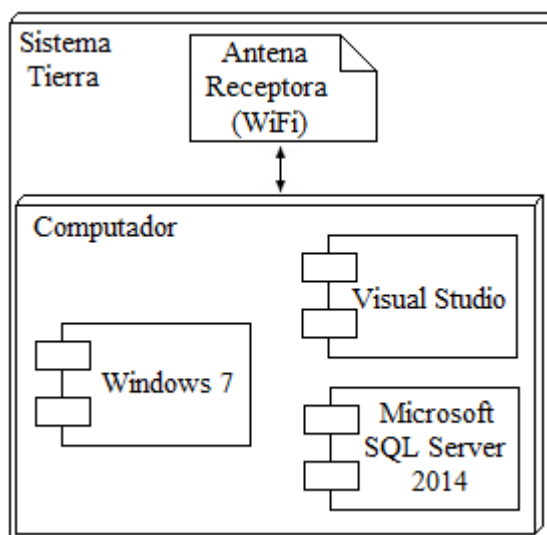 Sistema
Tierra
Antena
Receptora
(WiFi)
Computador
Visual Studio
Windows 7
Microsoft
SQL Server
2014